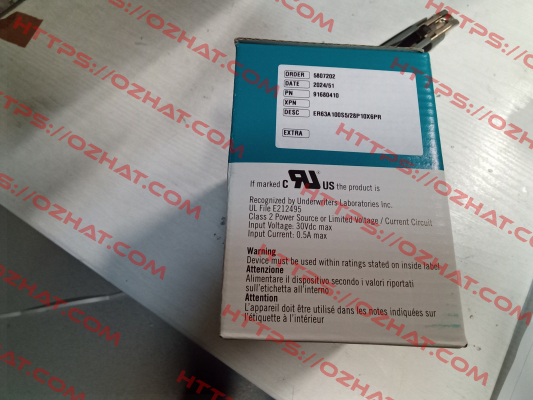 ORDER 5807202
DATE 2024/51
PN 91680410
XPN
DESC ER63A100S5/28P10X6PR
EXTRA
If marked c RU US the product is
Recognized by Underwriters Laboratories Inc.
UL File E212495
Class 2 Power Source or Limited Voltage / Current Circuit
Input Voltage: 30Vdc max
Input Current: 0.5A max
Warning
Device must be used within ratings stated on inside label
Attenzione
Alimentare il dispositivo secondo i valori riportati
sull'etichetta all'interno
Attention
L'appareil doit être utilisé dans les notes indiquées sur
l'étiquette à l'intérieur
HTTPS://OZHAT.COM